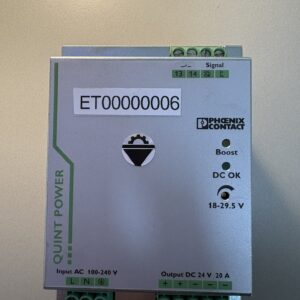 Signal
13 14
ET00000006
PHŒNIX
CONTACT
Boost
DC OK
18-29.5 V
QUINT POWER
Input AC 100-240 V
Output DC 24 V 20 A
L N
+ + − − −